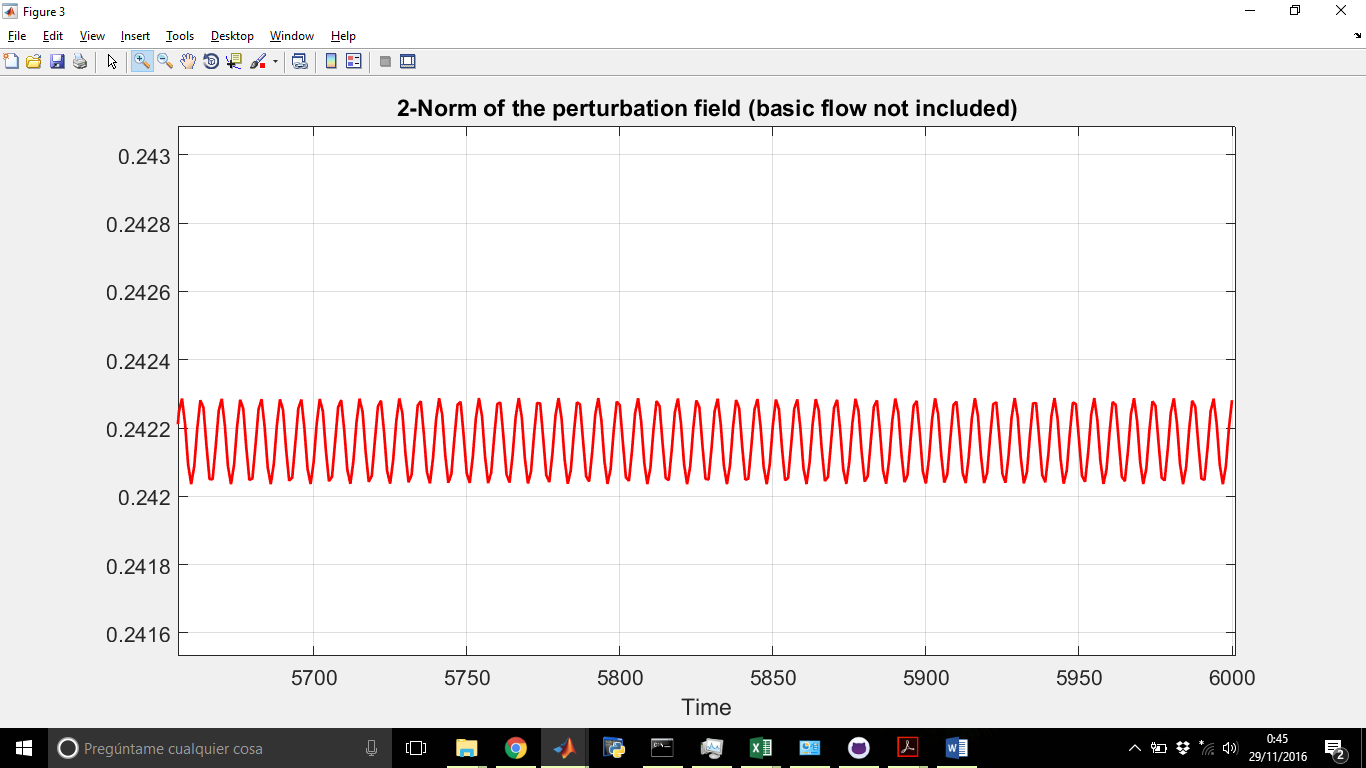 Figure 3
File Edit View Insert Tools Desktop Window Help
2-Norm of the perturbation field (basic flow not included)
0.243
0.2428
0.2426
0.2424
0.2422
0.242
0.2418
0.2416
5700 5750 5800 5850 5900 5950 6000
Time
Pregúntame cualquier cosa
0:45
29/11/2016
2